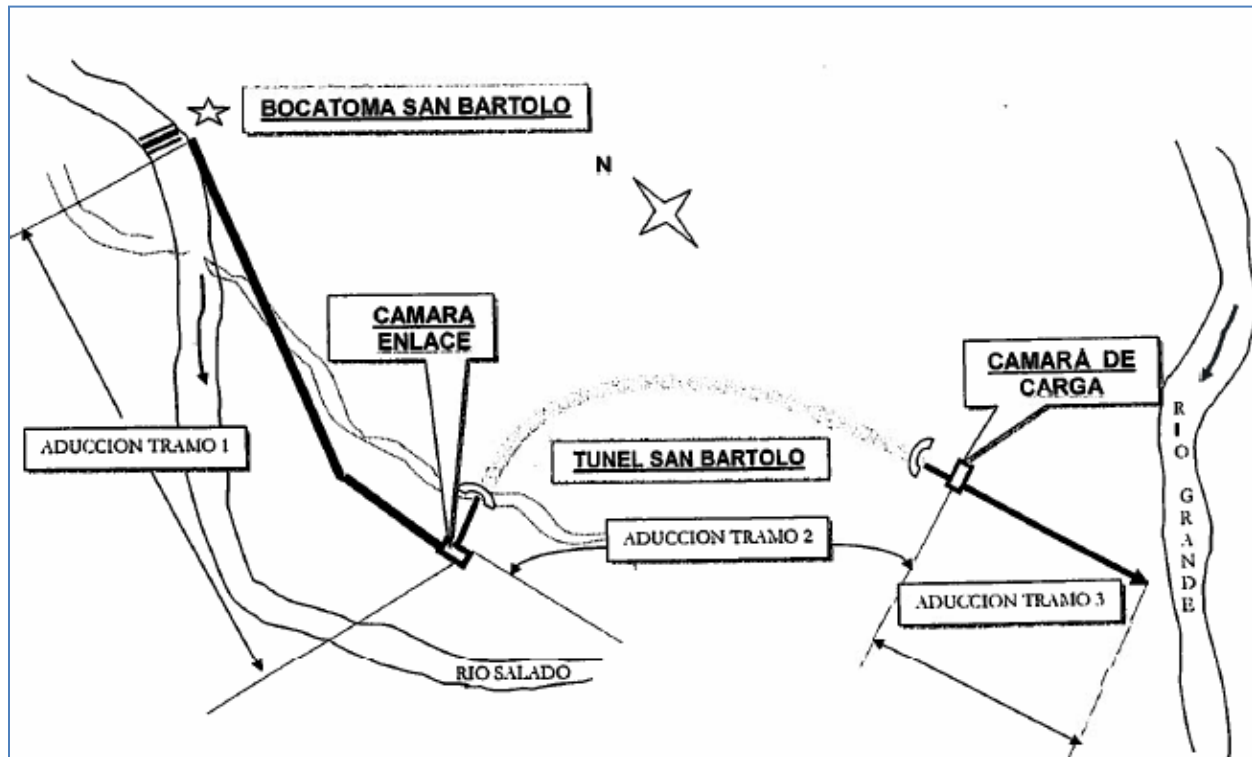 BOCATOMA SAN BARTOLO
N
CAMARA
ENLACE
CAMARÀ DE
CARGA
RIO GRANDE
ADUCCION TRAMO 1
TUNEL SAN BARTOLO
ADUCCION TRAMO 2
ADUCCION TRAMO 3
RIO SALADO